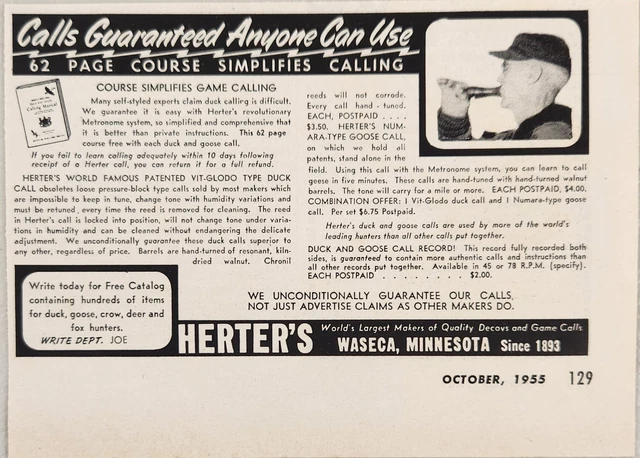 Calls Guaranteed Anyone Can Use
62 PAGE COURSE SIMPLIFIES CALLING
COURSE SIMPLIFIES GAME CALLING
Many self-styled experts claim duck calling is difficult.
We guarantee it is easy with Herter's revolutionary
Metronome system, so simplified and comprehensive that
it is better than private instructions. This 62 page
course free with each duck and goose call.
If you fail to learn calling adequately within 10 days following
receipt of a Herter call, you can return it for a full refund.
HERTER'S WORLD FAMOUS PATENTED VIT-GLODO TYPE DUCK
CALL obsoletes loose pressure-block type calls sold by most makers which
are impossible to keep in tune, change tone with humidity variations and
must be retuned every time the reed is removed for cleaning. The reed
in Herter's call is locked into position, will not change tone under varia-
tions in humidity and can be cleaned without endangering the delicate
adjustment. We unconditionally guarantee these duck calls superior to
any other, regardless of price. Barrels are hand-turned of resonant, kiln-
dried walnut. Chronil
reeds will not corrode.
Every call hand-tuned.
EACH, POSTPAID . . . .
$3.50. HERTER'S NUM-
ARA-TYPE GOOSE CALL,
on which we hold all
patents, stand alone in the
field. Using this call with the Metronome system, you can learn to call
geese in five minutes. These calls are hand-tuned with hand-turned walnut
barrels. The tone will carry for a mile or more. EACH POSTPAID, $4.00.
COMBINATION OFFER: 1 Vit-Glodo duck call and 1 Numara-type goose
call. Per set $6.75 Postpaid.
Herter's duck and goose calls are used by more of the world's
leading hunters than all other calls put together.
DUCK AND GOOSE CALL RECORD! This record fully recorded both
sides, is guaranteed to contain more authentic calls and instructions than
all other records put together. Available in 45 or 78 R.P.M. (specify).
EACH POSTPAID . . . . . . . . $2.00.
WE UNCONDITIONALLY GUARANTEE OUR CALLS,
NOT JUST ADVERTISE CLAIMS AS OTHER MAKERS DO.
Write today for Free Catalog
containing hundreds of items
for duck, goose, crow, deer and
fox hunters.
WRITE DEPT. JOE
HERTER'S
World's Largest Makers of Quality Decoys and Game Calls
WASECA, MINNESOTA Since 1893
OCTOBER, 1955 129